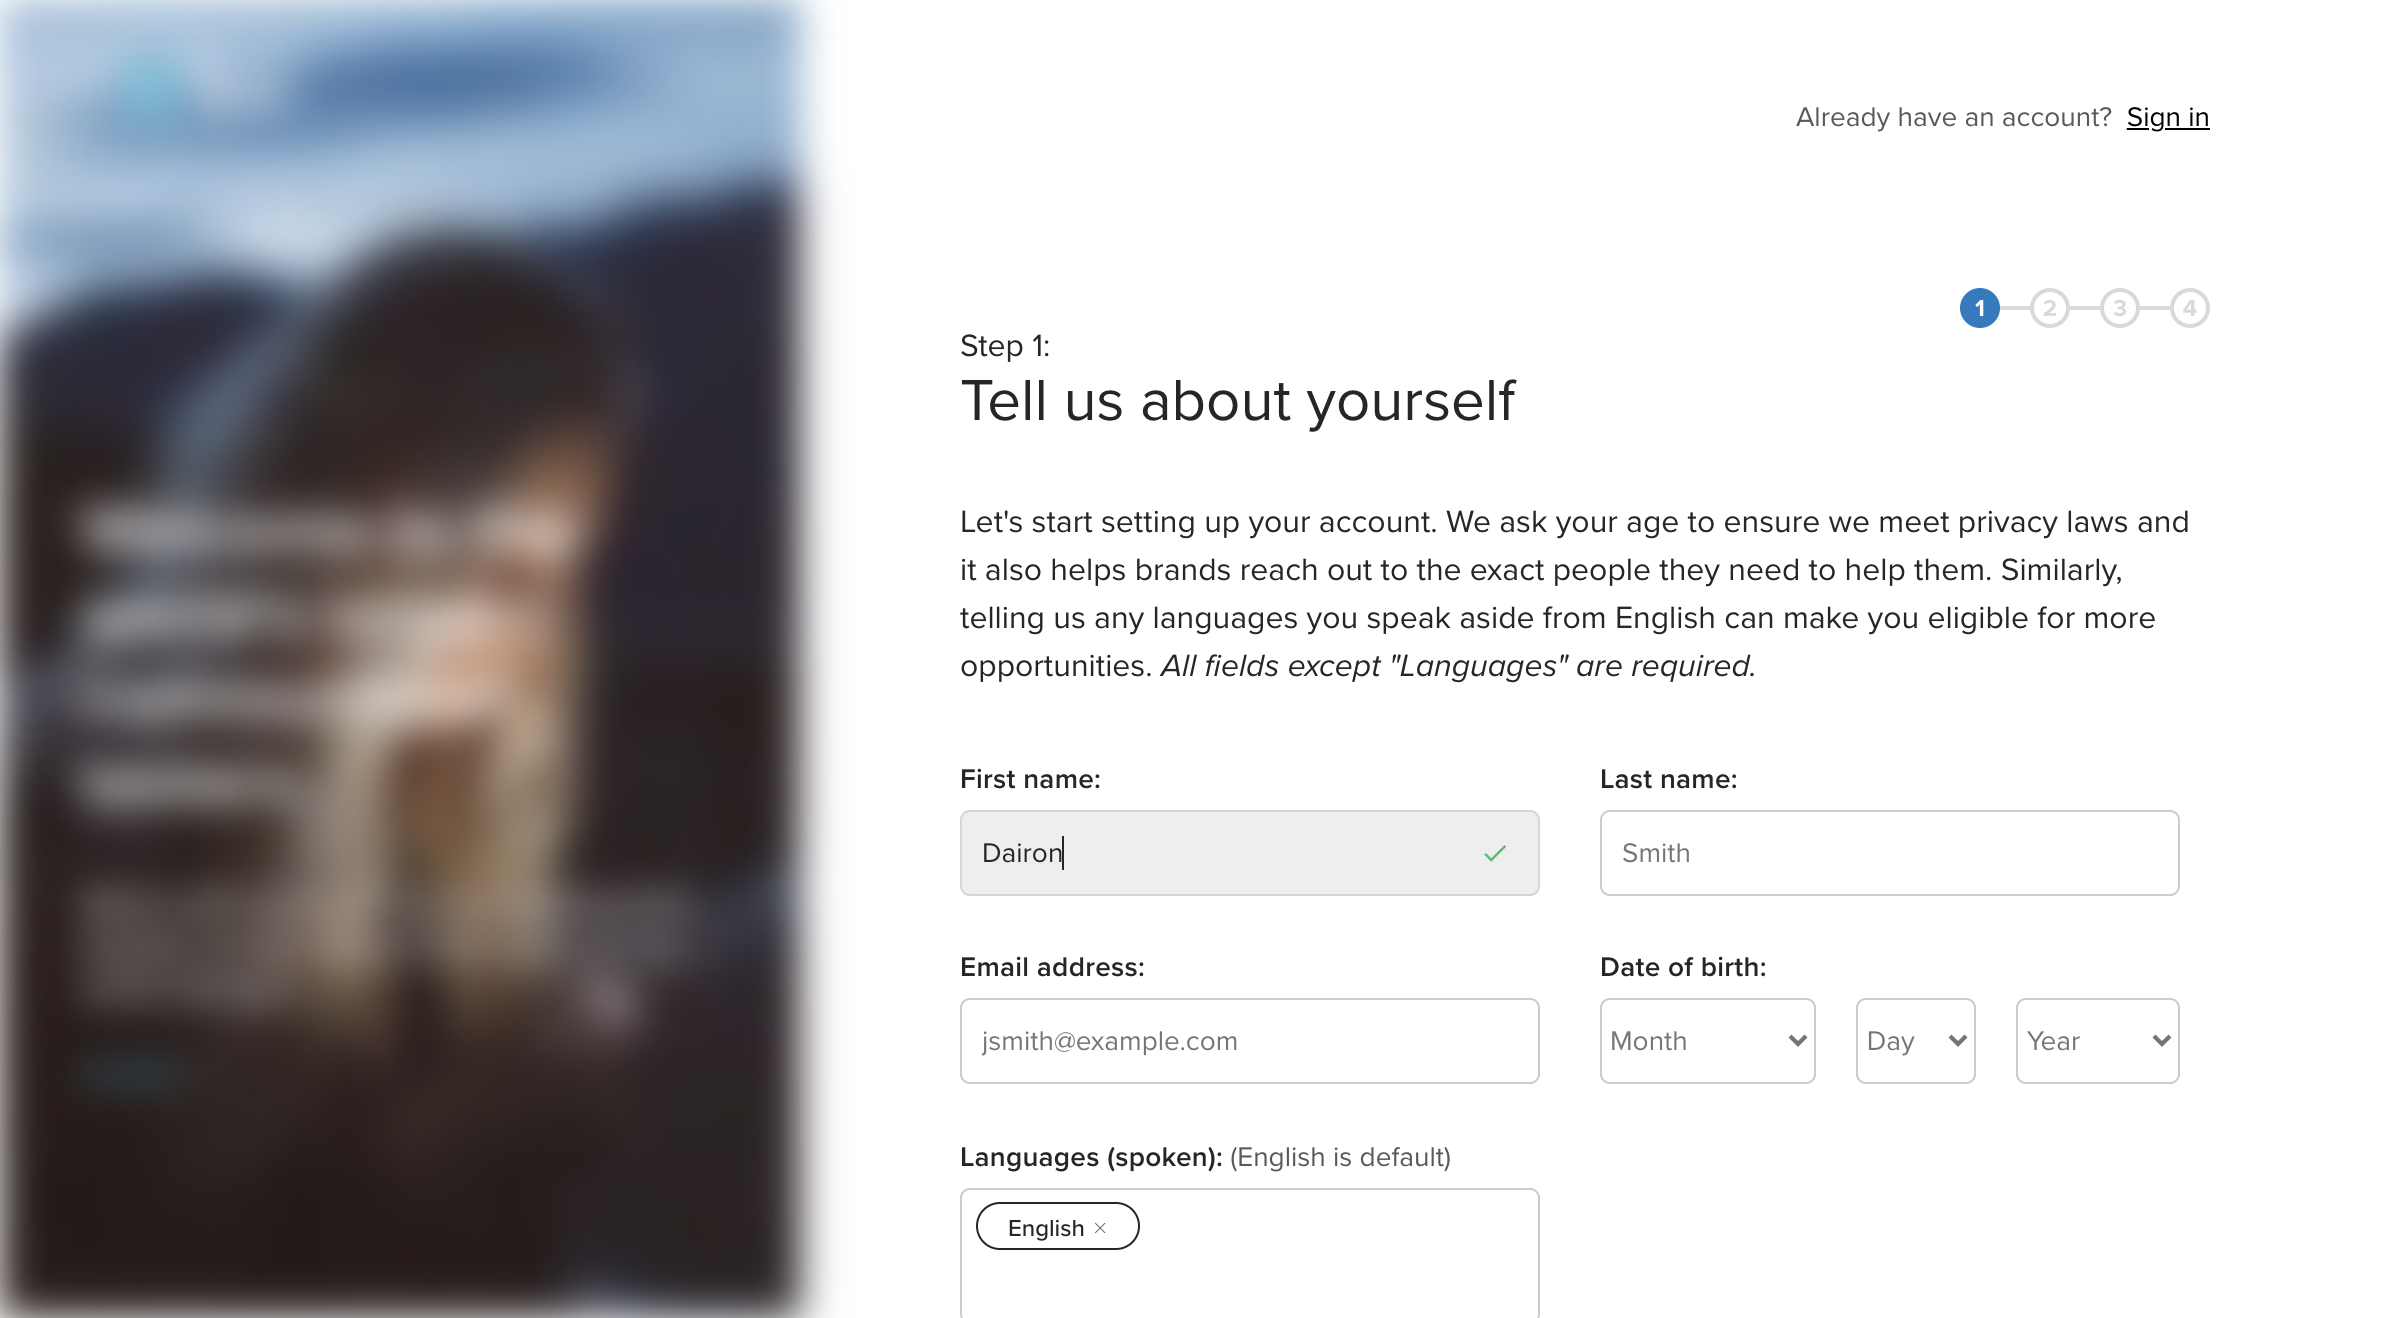 Already have an account? Sign in
1 2 3 4
Step 1:
Tell us about yourself
Let's start setting up your account. We ask your age to ensure we meet privacy laws and
it also helps brands reach out to the exact people they need to help them. Similarly,
telling us any languages you speak aside from English can make you eligible for more
opportunities. All fields except "Languages" are required.
First name: Last name:
Dairon Smith
Email address: Date of birth:
jsmith@example.com Month Day Year
Languages (spoken): (English is default)
English ×